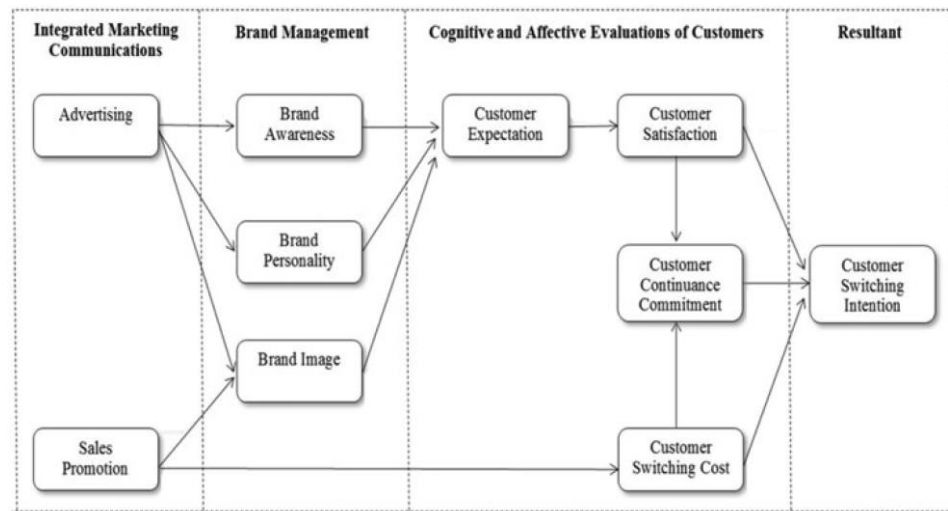 Integrated Marketing
Communications
Brand Management
Cognitive and Affective Evaluations of Customers
Resultant
Advertising
Brand
Awareness
Customer
Expectation
Customer
Satisfaction
Brand
Personality
Customer
Continuance
Commitment
Customer
Switching
Intention
Brand Image
Sales
Promotion
Customer
Switching Cost